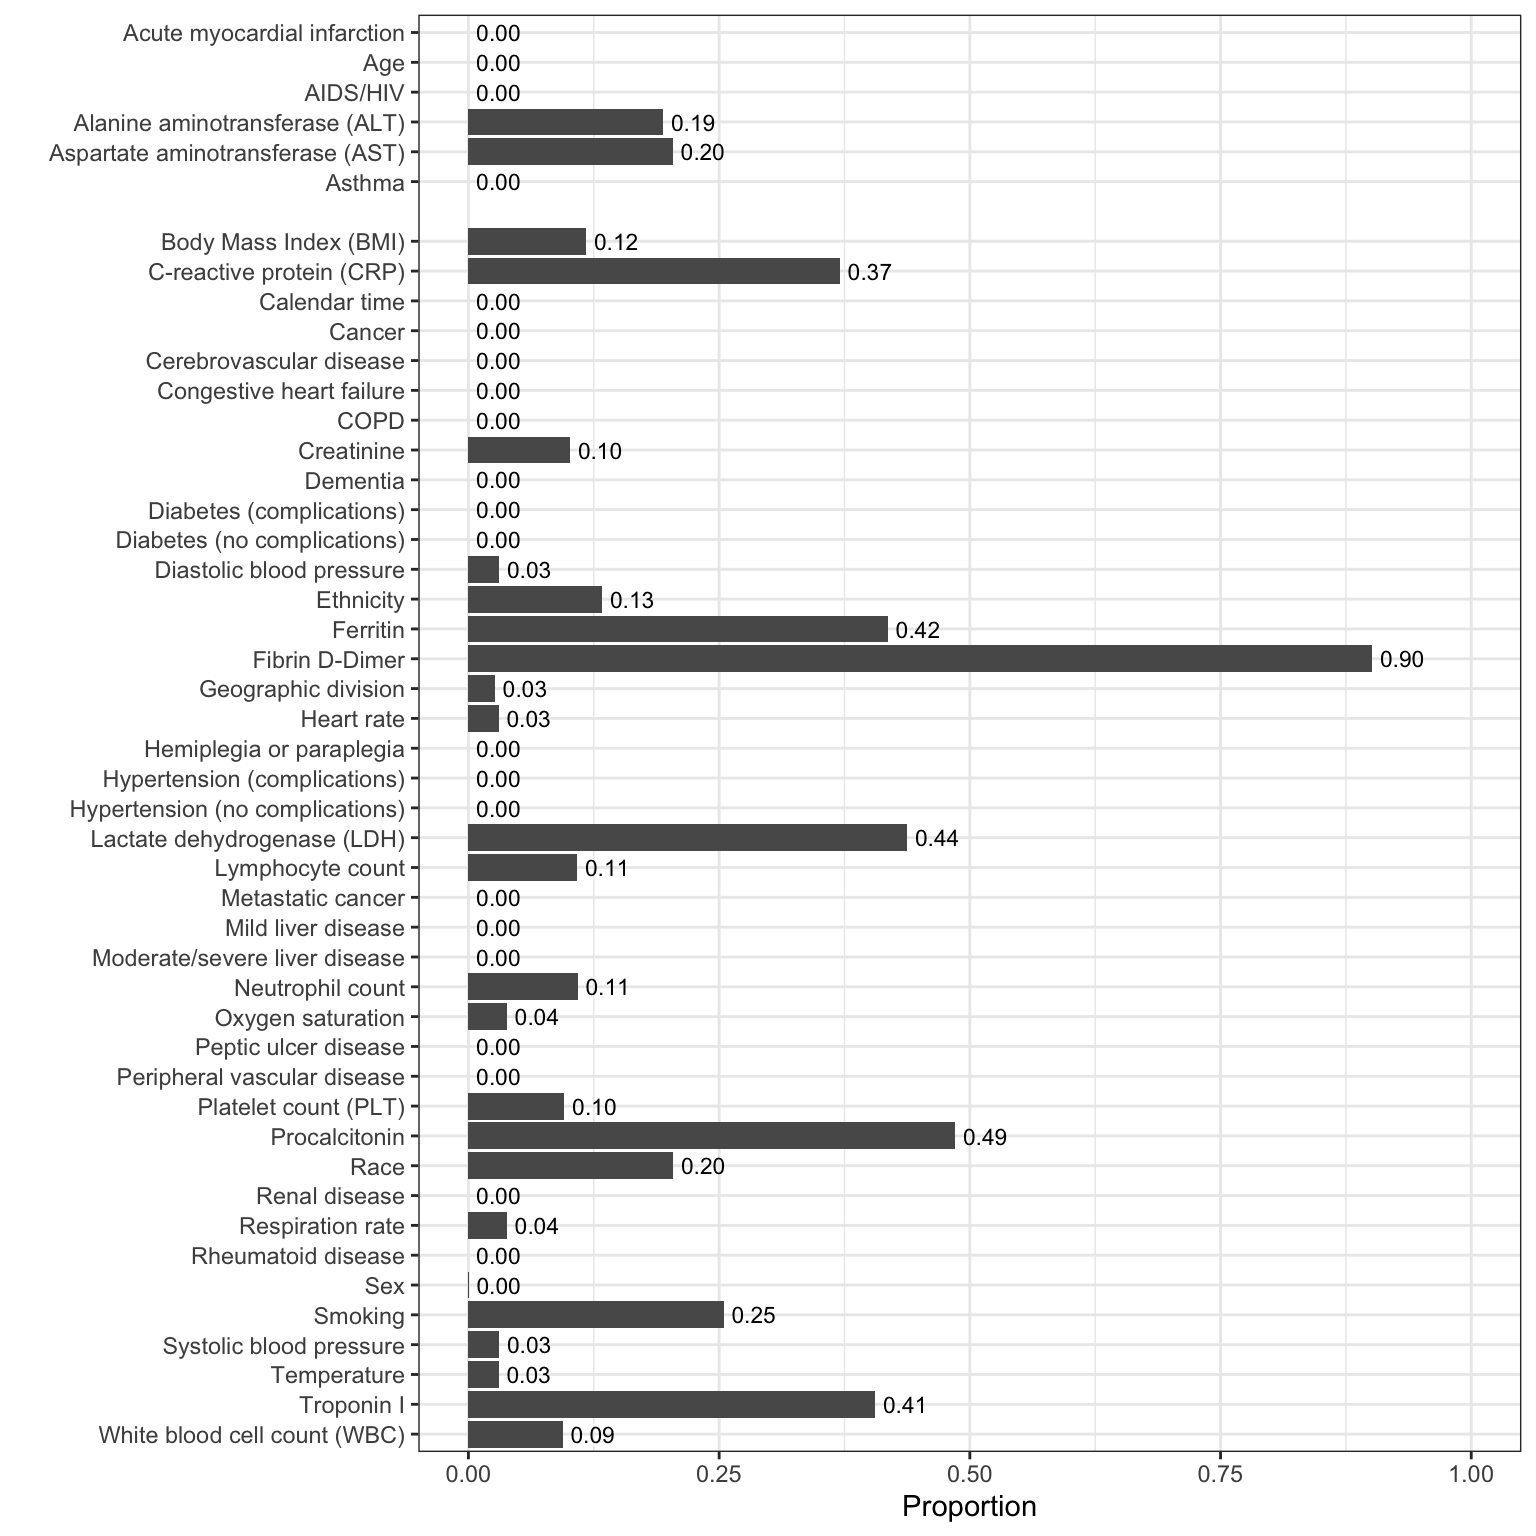 Acute myocardial infarction 0.00
Age 0.00
AIDS/HIV 0.00
Alanine aminotransferase (ALT) 0.19
Aspartate aminotransferase (AST) 0.20
Asthma 0.00
Body Mass Index (BMI) 0.12
C-reactive protein (CRP) 0.37
Calendar time 0.00
Cancer 0.00
Cerebrovascular disease 0.00
Congestive heart failure 0.00
COPD 0.00
Creatinine 0.10
Dementia 0.00
Diabetes (complications) 0.00
Diabetes (no complications) 0.00
Diastolic blood pressure 0.03
Ethnicity 0.13
Ferritin 0.42
Fibrin D-Dimer 0.90
Geographic division 0.03
Heart rate 0.03
Hemiplegia or paraplegia 0.00
Hypertension (complications) 0.00
Hypertension (no complications) 0.00
Lactate dehydrogenase (LDH) 0.44
Lymphocyte count 0.11
Metastatic cancer 0.00
Mild liver disease 0.00
Moderate/severe liver disease 0.00
Neutrophil count 0.11
Oxygen saturation 0.04
Peptic ulcer disease 0.00
Peripheral vascular disease 0.00
Platelet count (PLT) 0.10
Procalcitonin 0.49
Race 0.20
Renal disease 0.00
Respiration rate 0.04
Rheumatoid disease 0.00
Sex 0.00
Smoking 0.25
Systolic blood pressure 0.03
Temperature 0.03
Troponin I 0.41
White blood cell count (WBC) 0.09
0.00 0.25 0.50 0.75 1.00
Proportion